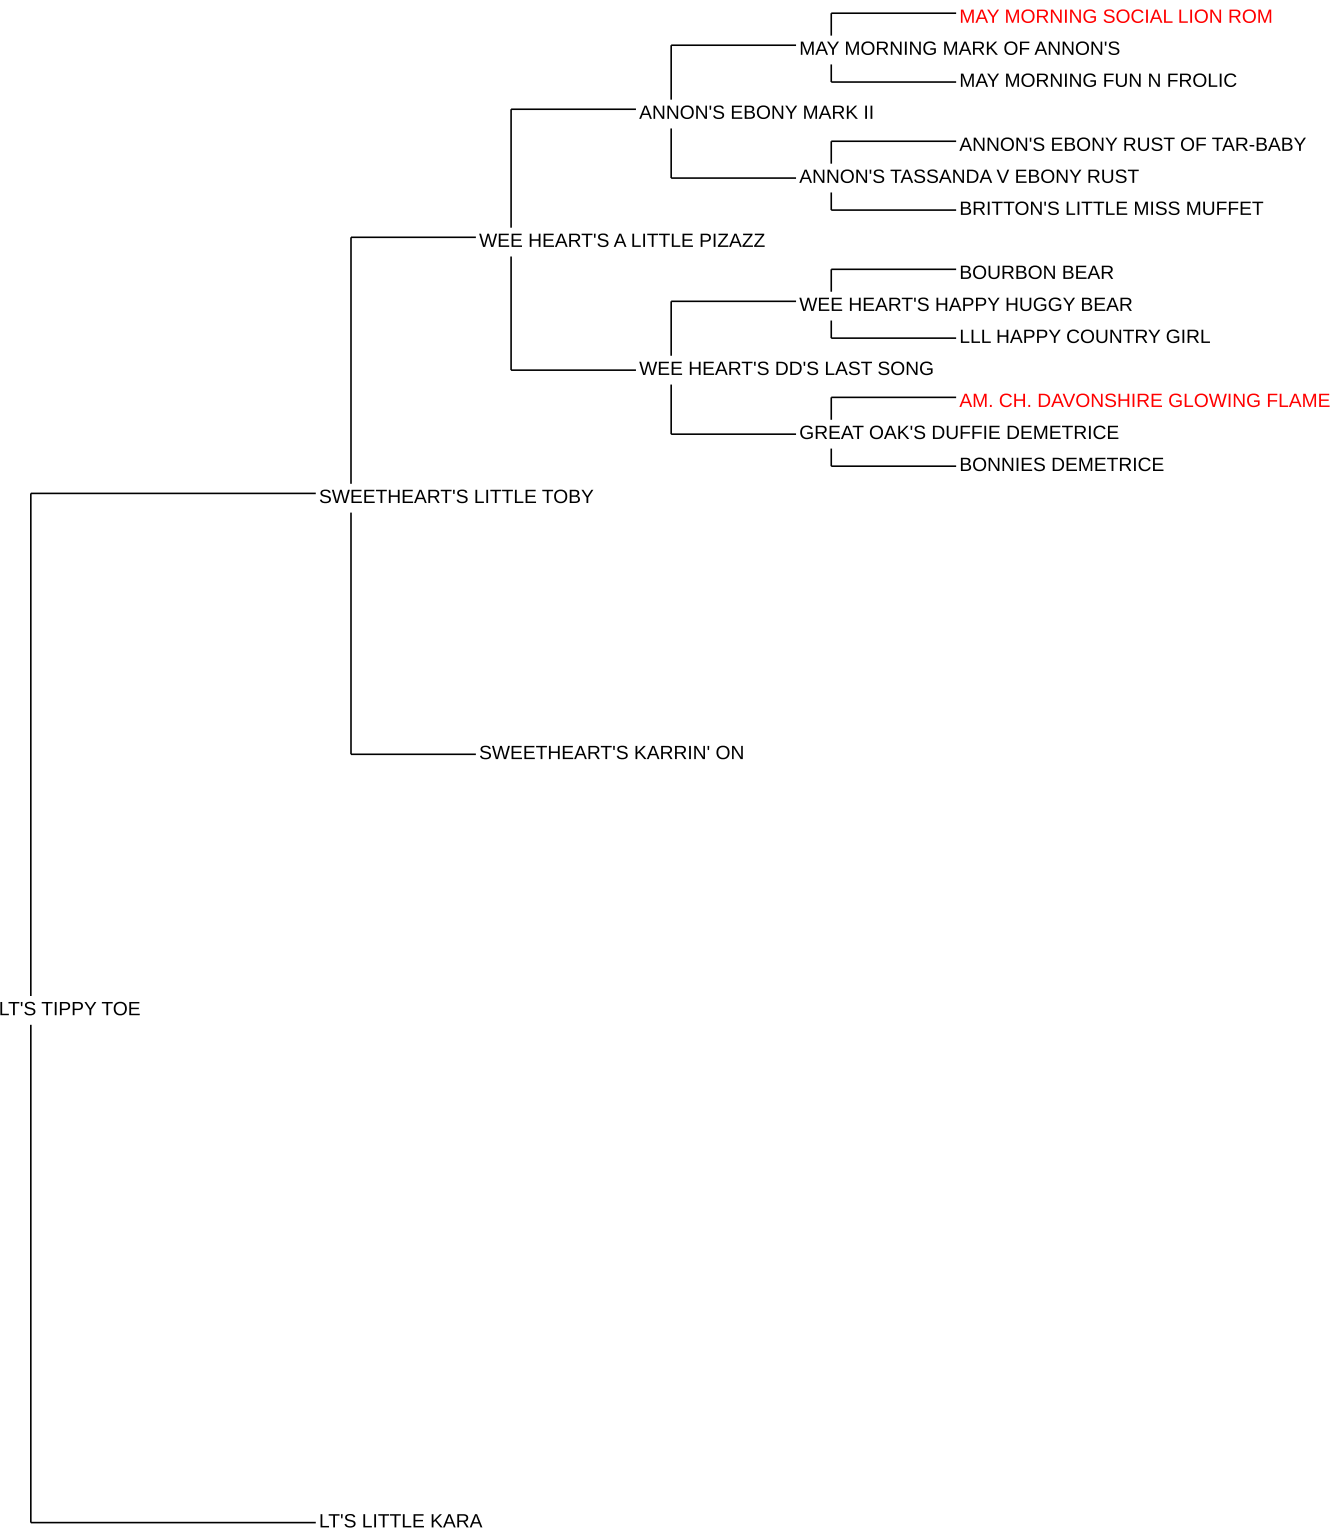 MAY MORNING SOCIAL LION ROM
MAY MORNING MARK OF ANNON'S
MAY MORNING FUN N FROLIC
ANNON'S EBONY MARK II
ANNON'S EBONY RUST OF TAR-BABY
ANNON'S TASSANDA V EBONY RUST
BRITTON'S LITTLE MISS MUFFET
WEE HEART'S A LITTLE PIZAZZ
BOURBON BEAR
WEE HEART'S HAPPY HUGGY BEAR
LLL HAPPY COUNTRY GIRL
WEE HEART'S DD'S LAST SONG
AM. CH. DAVONSHIRE GLOWING FLAME
GREAT OAK'S DUFFIE DEMETRICE
BONNIES DEMETRICE
SWEETHEART'S LITTLE TOBY
SWEETHEART'S KARRIN' ON
LT'S TIPPY TOE
LT'S LITTLE KARA